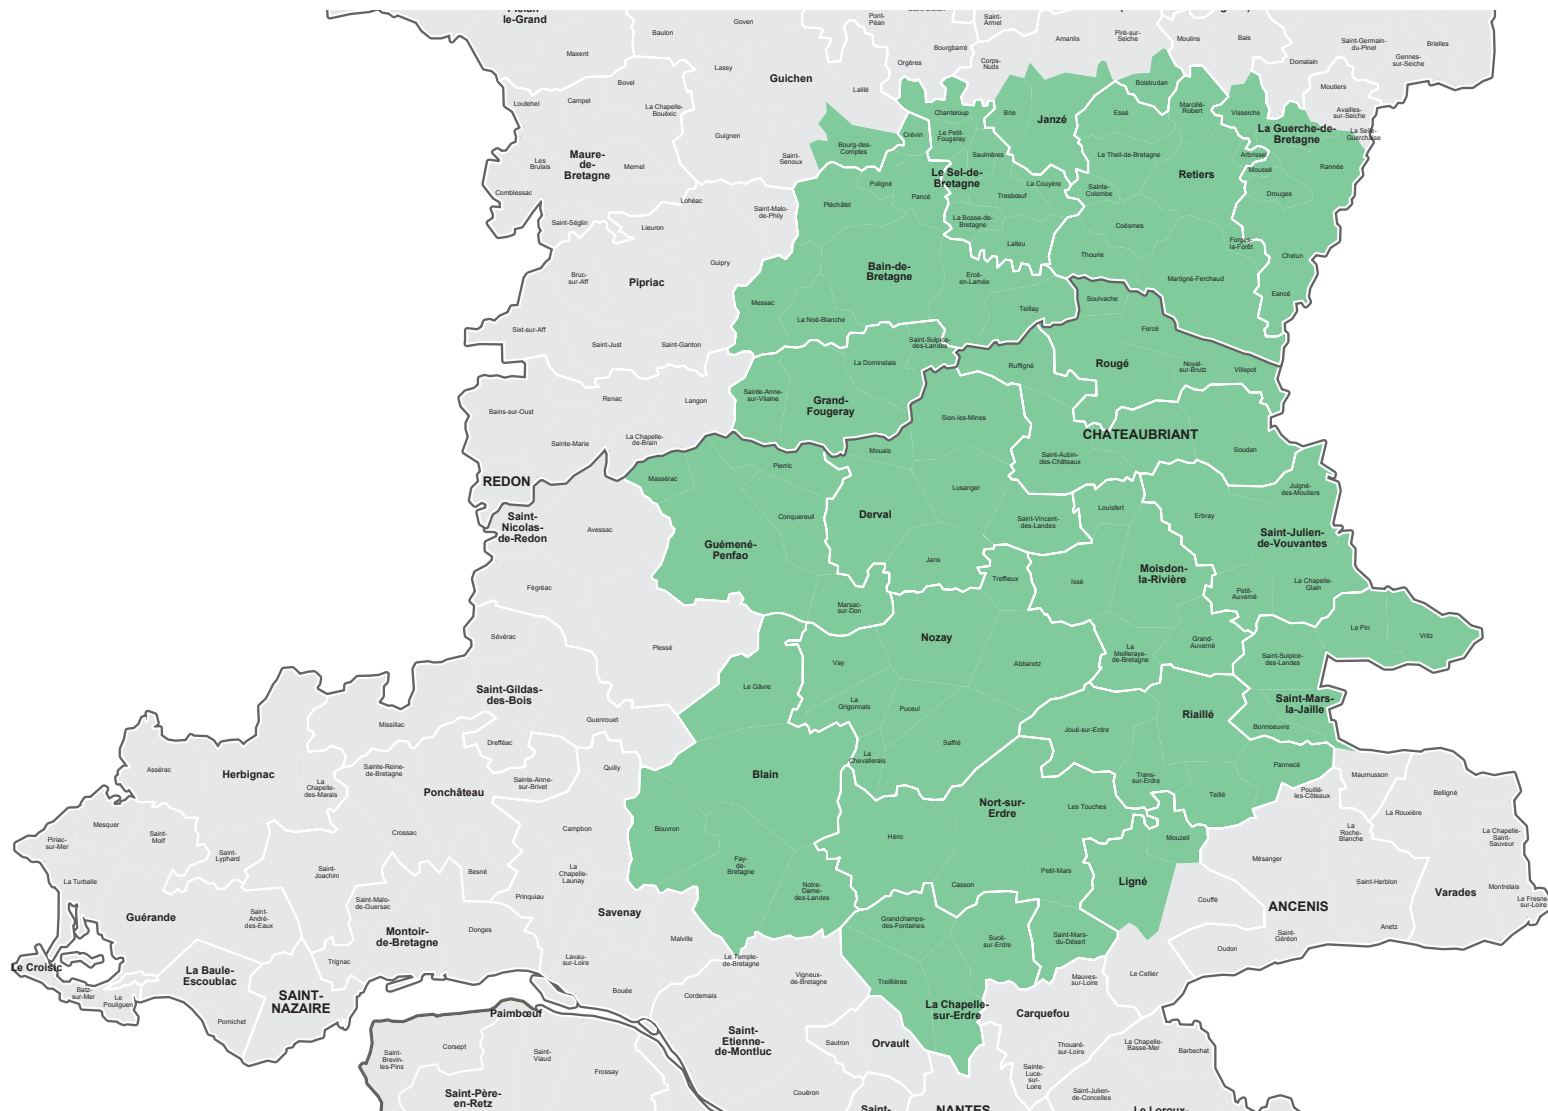 le-Grand
Maxent
Baulon
Goven
Pont-
Péan
Saint-
Armel
Bourgbarré
Orgères
Corps-
Nuds
Amanlis
Piré-sur-
Seiche
Moulins
Bais
Domalain
Saint-Germain-
du-Pinel
Brielles
Gennes-
sur-Seiche
Moutiers
Availles-
sur-Seiche
La Selle-
Guerchaise
Loutehel
Campel
Bovel
Lassy
Guichen
Laillé
La Chapelle-
Bouëxic
Guignen
Saint-
Senoux
Les
Brulais
Maure-
de-
Bretagne
Mernel
Comblessac
Saint-Séglin
Lohéac
Lieuron
Saint-Malo-
de-Phily
Guipry
Bruc-
sur-Aff
Pipriac
Sixt-sur-Aff
Saint-Just
Saint-Ganton
Bains-sur-Oust
Renac
Langon
Sainte-Marie
La Chapelle-
de-Brain
REDON
Bourg-des-
Comptes
Crévin
Chanteloup
Le Petit-
Fougeray
Saulnières
Brie
Janzé
Le Sel-de-
Bretagne
La Couyère
Tresbœuf
La Bosse-de-
Bretagne
Lalleu
Poligné
Pancé
Pléchâtel
Bain-de-
Bretagne
Ercé-
en-Lamée
Teillay
Messac
La Noë-Blanche
Boistrudan
Essé
Marcillé-
Robert
Visseiche
La Guerche-de-
Bretagne
Le Theil-de-Bretagne
Arbrissel
Moussé
Rannée
Retiers
Drouges
Sainte-
Colombe
Coësmes
Forges-
la-Forêt
Thourie
Martigné-Ferchaud
Chelun
Eancé
Saint-Sulpice-
des-Landes
La Dominelais
Sainte-Anne-
sur-Vilaine
Grand-
Fougeray
Soulvache
Fercé
Ruffigné
Rougé
Noyal-
sur-Brutz
Villepot
Sion-les-Mines
CHATEAUBRIANT
Saint-Aubin-
des-Châteaux
Soudan
Mouais
Lusanger
Derval
Saint-Vincent-
des-Landes
Jans
Massérac
Pierric
Conquereuil
Guémené-
Penfao
Marsac-
sur-Don
Treffieux
Louisfert
Issé
Moisdon-
la-Rivière
Erbray
Juigné-
des-Moutiers
Saint-Julien-
de-Vouvantes
La Chapelle-
Glain
Petit-
Auverné
Grand-
Auverné
La
Meilleraye-
de-Bretagne
Le Pin
Vritz
Saint-Sulpice-
des-Landes
Saint-Mars-
la-Jaille
Bonnoeuvre
Riaillé
Joué-sur-Erdre
Pannecé
Trans-
sur-Erdre
Teillé
Nozay
Vay
Abbaretz
La
Grigonnais
Puceul
Saffré
La
Chevallerais
Le Gâvre
Blain
Bouvron
Fay-
de-
Bretagne
Notre-
Dame-
des-Landes
Nort-sur-
Erdre
Les Touches
Héric
Petit-Mars
Casson
Mouzeil
Ligné
Saint-Mars-
du-Désert
Grandchamps-
des-Fontaines
Sucé-
sur-Erdre
Treillières
La Chapelle-
sur-Erdre
Saint-
Nicolas-
de-Redon
Avessac
Fégréac
Sévérac
Plessé
Saint-Gildas-
des-Bois
Guenrouet
Missillac
Drefféac
Assérac
Herbignac
La
Chapelle-
des-Marais
Sainte-Reine-
de-Bretagne
Ponchâteau
Sainte-Anne-
sur-Brivet
Quilly
Mesquer
Piriac-
sur-Mer
Saint-
Molf
Saint-
Lyphard
Crossac
Campbon
La Turballe
Saint-
Joachim
Besné
La
Chapelle-
Launay
Prinquiau
Savenay
Guérande
Saint-
André-
des-Eaux
Saint-Malo-
de-Guersac
Montoir-
de-Bretagne
Donges
Malville
Trignac
Le Croisic
Batz-
sur-Mer
Le
Pouliguen
La Baule-
Escoublac
Pornichet
SAINT-
NAZAIRE
Lavau-
sur-Loire
Bouée
Le Temple-
de-Bretagne
Cordemais
Vigneux-
de-Bretagne
Saint-
Etienne-
de-Montluc
Sautron
Orvault
Couëron
Paimbœuf
Corsept
Saint-
Brevin-
les-Pins
Saint-
Viaud
Frossay
Saint-Père-
en-Retz
Saint-
NANTES
Carquefou
Mauves-
sur-Loire
Le Cellier
Thouaré-
sur-Loire
Sainte-
Luce-
sur-
Loire
La Chapelle-
Basse-Mer
Barbechat
Saint-Julien-
de-Concelles
Le Loroux-
Maumusson
Pouillé-
les-Côteaux
La Rouxière
Belligné
La
Roche-
Blanche
La Chapelle-
Saint-
Sauveur
Mésanger
Saint-Herblon
Varades
Montrelais
Le Fresne-
sur-Loire
Couffé
ANCENIS
Saint-
Géréon
Anetz
Oudon